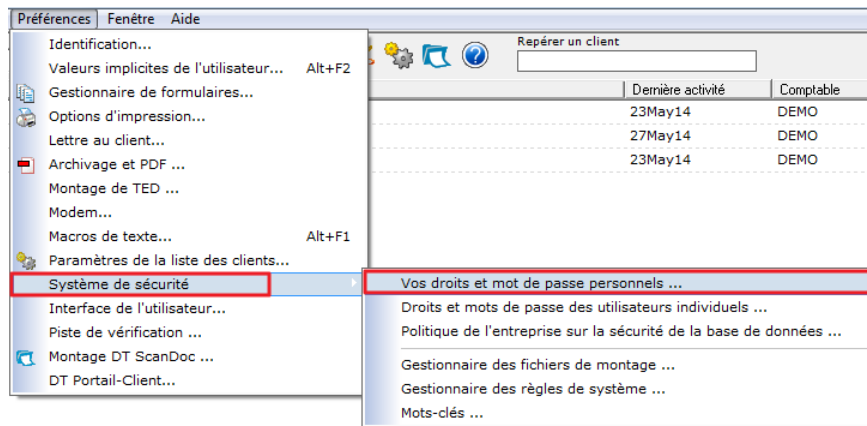 Préférences Fenêtre Aide
Identification...
Valeurs implicites de l'utilisateur... Alt+F2
Gestionnaire de formulaires...
Options d'impression...
Lettre au client...
Archivage et PDF ...
Montage de TED ...
Modem...
Macros de texte... Alt+F1
Paramètres de la liste des clients...
Système de sécurité
Interface de l'utilisateur...
Piste de vérification ...
Montage DT ScanDoc ...
DT Portail-Client...
Repérer un client
Dernière activité Comptable
23May14 DEMO
27May14 DEMO
23May14 DEMO
Vos droits et mot de passe personnels ...
Droits et mots de passe des utilisateurs individuels ...
Politique de l'entreprise sur la sécurité de la base de données ...
Gestionnaire des fichiers de montage ...
Gestionnaire des règles de système ...
Mots-clés ...